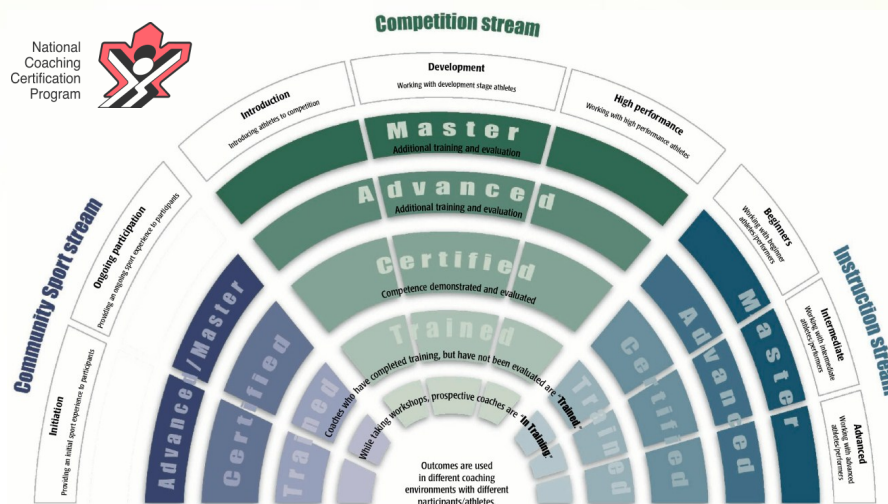 National
Coaching
Certification
Program
Competition stream
Introduction
Introducing athletes to competition
Development
Working with development stage athletes
High performance
Working with high performance athletes
Community Sport stream
Initiation
Providing an initial sport experience to participants
Ongoing participation
Providing an ongoing sport experience to participants
Instruction stream
Beginners
Working with beginner
athletes/performers
Intermediate
Working with intermediate
athletes/performers
Advanced
Working with advanced
athletes/performers
Master
Additional training and evaluation
Advanced
Additional training and evaluation
Certified
Competence demonstrated and evaluated
Trained
Coaches who have completed training, but have not been evaluated are "Trained."
While taking workshops, prospective coaches are "In Training."
Advanced/Master
Certified
Trained
Master
Advanced
Certified
Trained
Outcomes are used
in different coaching
environments with different
participants/athletes